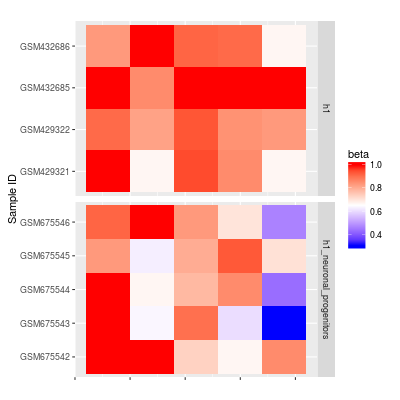 GSM432686
GSM432685
GSM429322
GSM429321
h1
GSM675546
GSM675545
GSM675544
GSM675543
GSM675542
h1_neuronal_progenitors
Sample ID
beta
1.0
0.8
0.6
0.4